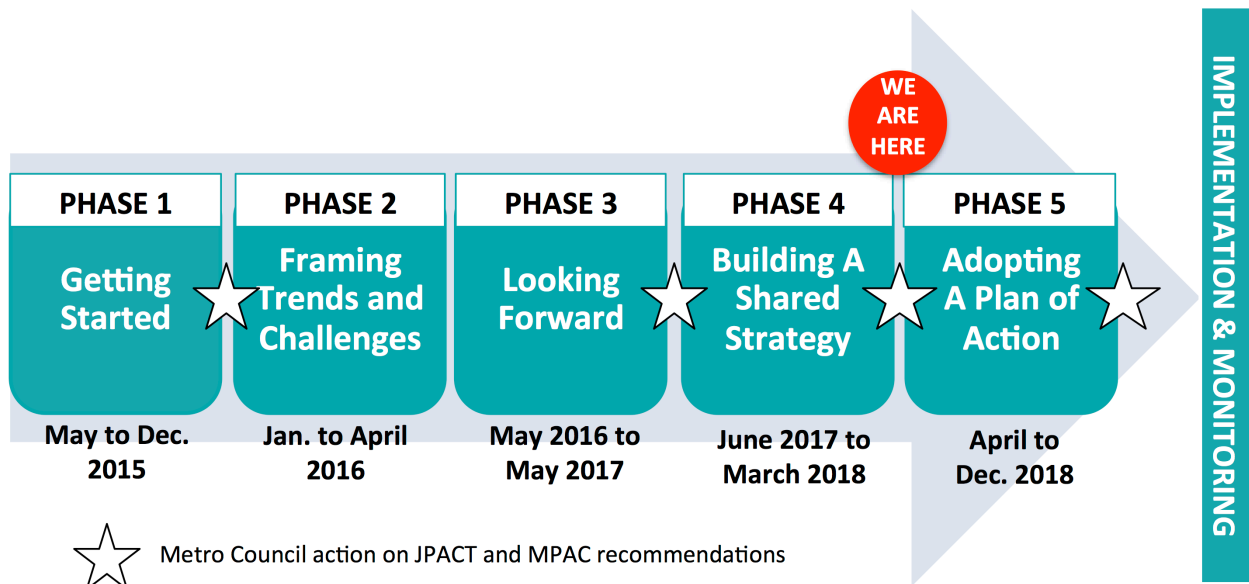 WE
ARE
HERE
PHASE 1
Getting
Started
May to Dec.
2015
PHASE 2
Framing
Trends and
Challenges
Jan. to April
2016
PHASE 3
Looking
Forward
May 2016 to
May 2017
PHASE 4
Building A
Shared
Strategy
June 2017 to
March 2018
PHASE 5
Adopting
A Plan of
Action
April to
Dec. 2018
IMPLEMENTATION & MONITORING
Metro Council action on JPACT and MPAC recommendations